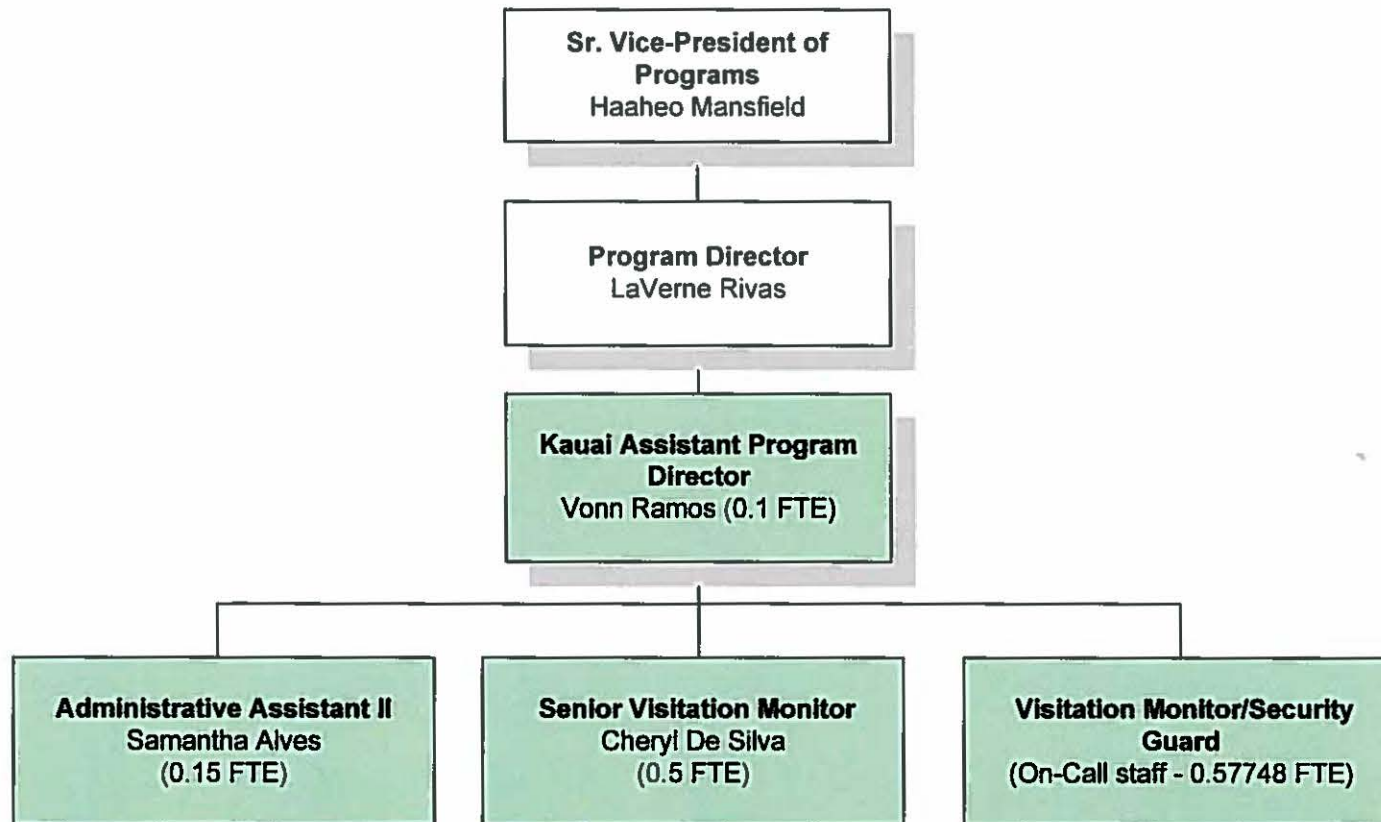 Sr. Vice-President of
Programs
Haaheo Mansfield
Program Director
LaVerne Rivas
Kauai Assistant Program
Director
Vonn Ramos (0.1 FTE)
Administrative Assistant II
Samantha Alves
(0.15 FTE)
Senior Visitation Monitor
Cheryl De Silva
(0.5 FTE)
Visitation Monitor/Security
Guard
(On-Call staff - 0.57748 FTE)